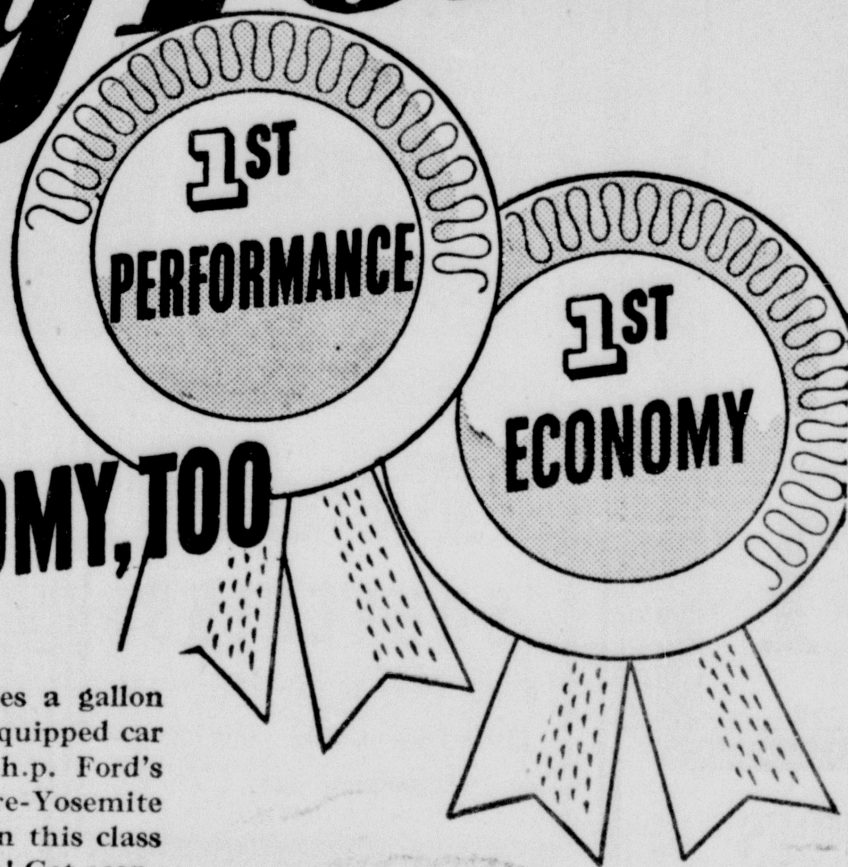 1ST
PERFORMANCE
1ST
ECONOMY
OMY, TOO
es a gallon
quipped car
h.p. Ford's
re-Yosemite
n this class